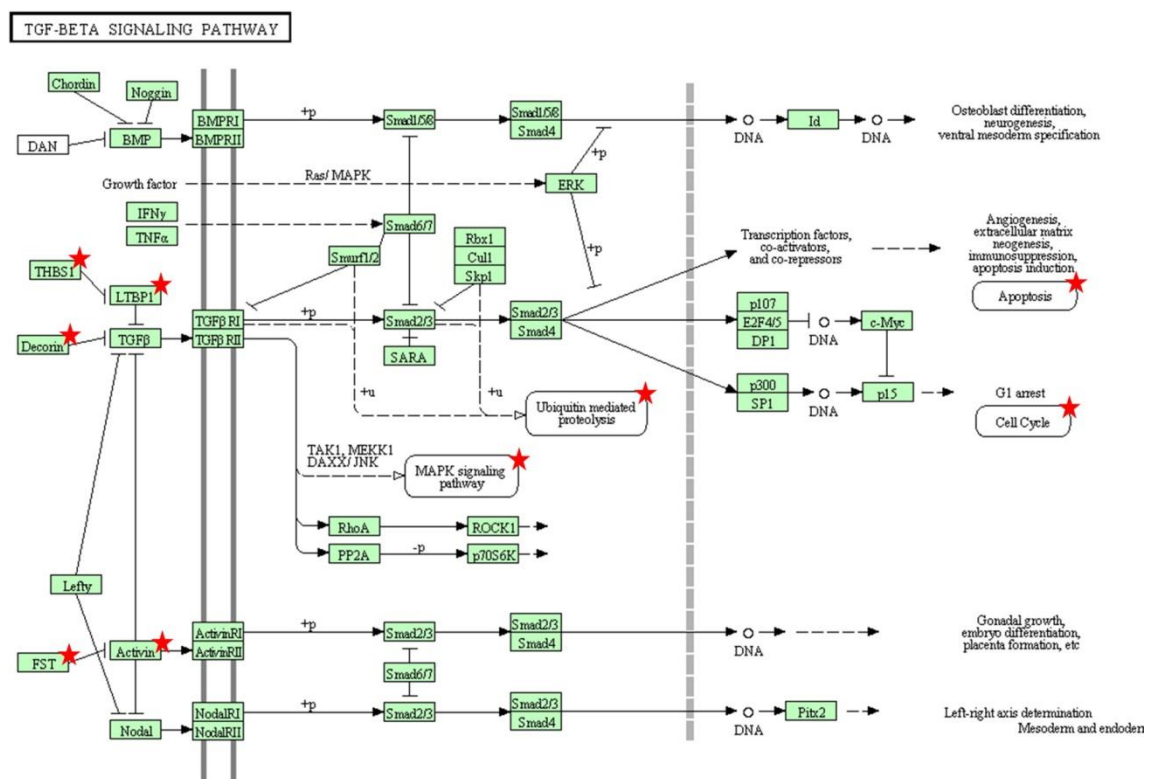 TGF-BETA SIGNALING PATHWAY
Chordin
Noggin
DAN
BMP
BMPRI
BMPRII
+p
Smad1/5/8
Smad1/5/8
Smad4
DNA
Id
DNA
Osteoblast differentiation,
neurogenesis,
ventral mesoderm specification
Growth factor
Ras/ MAPK
ERK
+p
+p
IFNγ
TNFα
Smad6/7
Rbx1
Cul1
Skp1
Smurf1/2
Transcription factors,
co-activators,
and co-repressors
Angiogenesis,
extracellular matrix
neogenesis,
immunosuppression,
apoptosis induction
Apoptosis
THBS1
LTBP1
Decorin
TGFβ
TGFβ RI
TGFβ RII
+p
Smad2/3
SARA
Smad2/3
Smad4
p107
E2F4/5
DP1
DNA
c-Myc
p300
SP1
DNA
p15
G1 arrest
Cell Cycle
+u
+u
Ubiquitin mediated
proteolysis
TAK1, MEKK1
DAXX/ JNK
MAPK signaling
pathway
RhoA
ROCK1
PP2A
-p
p70S6K
Lefty
FST
Activin
ActivinRI
ActivinRII
+p
Smad2/3
Smad2/3
Smad4
DNA
Gonadal growth,
embryo differentiation,
placenta formation, etc
Smad6/7
Nodal
NodalRI
NodalRII
+p
Smad2/3
Smad2/3
Smad4
DNA
Pitx2
Left-right axis determination
Mesoderm and endoder